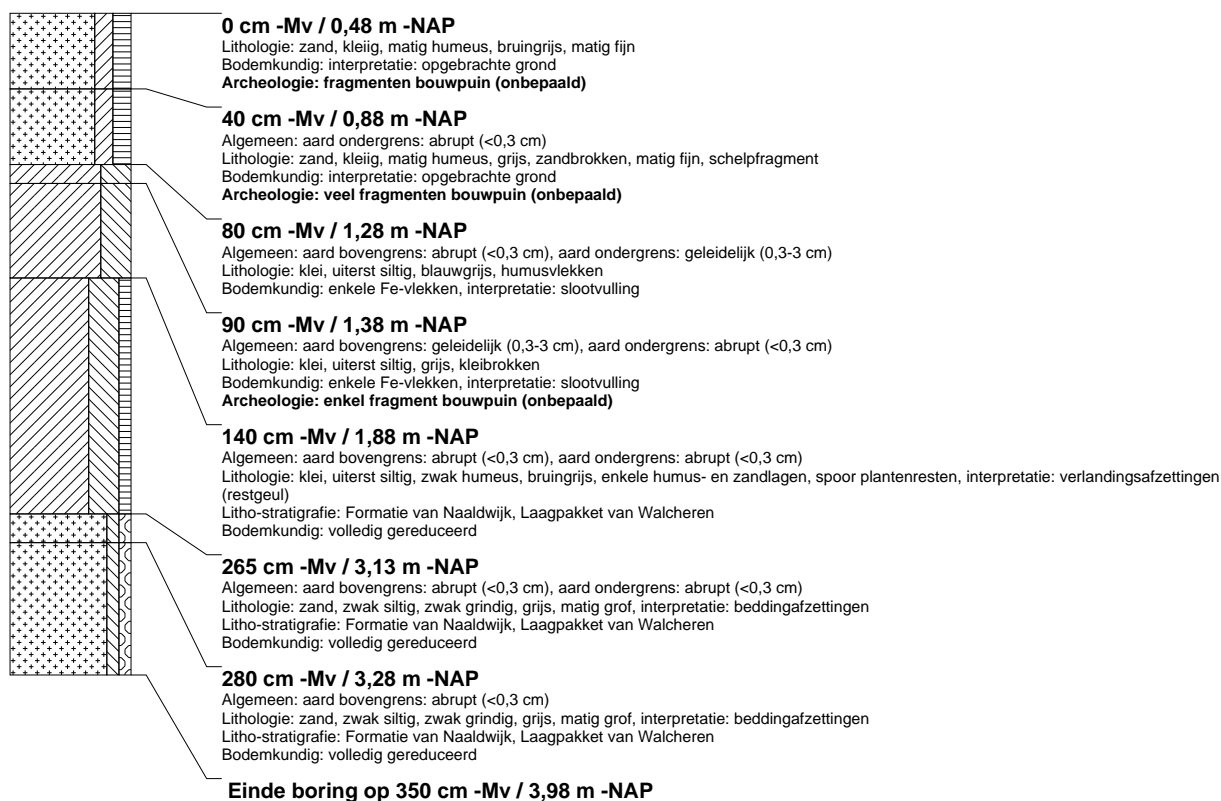 0 cm -Mv / 0,48 m -NAP
Lithologie: zand, kleiig, matig humeus, bruingrijs, matig fijn
Bodemkundig: interpretatie: opgebrachte grond
Archeologie: fragmenten bouwpuin (onbepaald)
40 cm -Mv / 0,88 m -NAP
Algemeen: aard ondergrens: abrupt (<0,3 cm)
Lithologie: zand, kleiig, matig humeus, grijs, zandbrokken, matig fijn, schelpfragment
Bodemkundig: interpretatie: opgebrachte grond
Archeologie: veel fragmenten bouwpuin (onbepaald)
80 cm -Mv / 1,28 m -NAP
Algemeen: aard bovengrens: abrupt (<0,3 cm), aard ondergrens: geleidelijk (0,3-3 cm)
Lithologie: klei, uiterst siltig, blauwgrijs, humusvlekken
Bodemkundig: enkele Fe-vlekken, interpretatie: slootvulling
90 cm -Mv / 1,38 m -NAP
Algemeen: aard bovengrens: geleidelijk (0,3-3 cm), aard ondergrens: abrupt (<0,3 cm)
Lithologie: klei, uiterst siltig, grijs, kleibrokken
Bodemkundig: enkele Fe-vlekken, interpretatie: slootvulling
Archeologie: enkel fragment bouwpuin (onbepaald)
140 cm -Mv / 1,88 m -NAP
Algemeen: aard bovengrens: abrupt (<0,3 cm), aard ondergrens: abrupt (<0,3 cm)
Lithologie: klei, uiterst siltig, zwak humeus, bruingrijs, enkele humus- en zandlagen, spoor plantenresten, interpretatie: verlandingsafzettingen
(restgeul)
Litho-stratigrafie: Formatie van Naaldwijk, Laagpakket van Walcheren
Bodemkundig: volledig gereduceerd
265 cm -Mv / 3,13 m -NAP
Algemeen: aard bovengrens: abrupt (<0,3 cm), aard ondergrens: abrupt (<0,3 cm)
Lithologie: zand, zwak siltig, zwak grindig, grijs, matig grof, interpretatie: beddingafzettingen
Litho-stratigrafie: Formatie van Naaldwijk, Laagpakket van Walcheren
Bodemkundig: volledig gereduceerd
280 cm -Mv / 3,28 m -NAP
Algemeen: aard bovengrens: abrupt (<0,3 cm)
Lithologie: zand, zwak siltig, zwak grindig, grijs, matig grof, interpretatie: beddingafzettingen
Litho-stratigrafie: Formatie van Naaldwijk, Laagpakket van Walcheren
Bodemkundig: volledig gereduceerd
Einde boring op 350 cm -Mv / 3,98 m -NAP